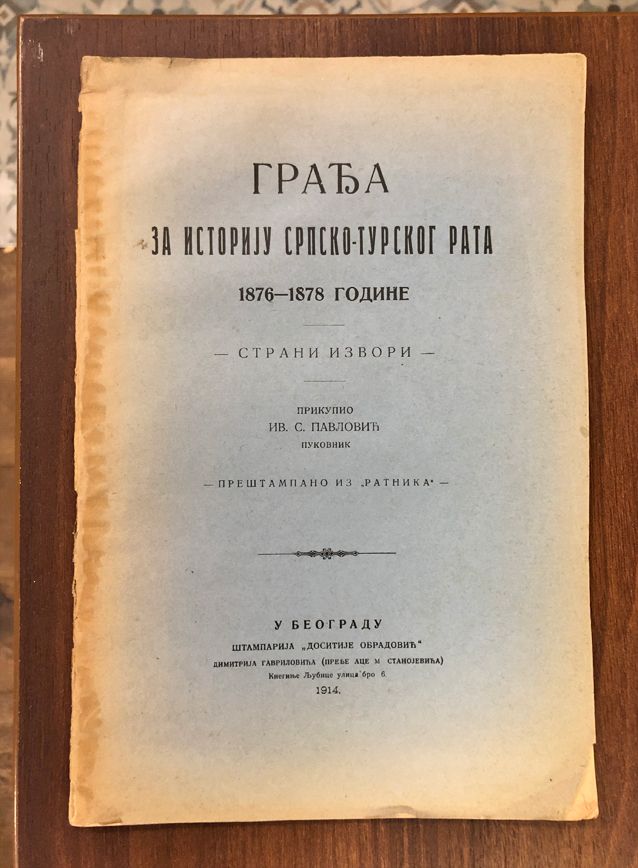 ГРАЂА
ЗА ИСТОРИЈУ СРПСКО-ТУРСКОГ РАТА
1876—1878 ГОДИНЕ
— СТРАНИ ИЗВОРИ —
ПРИКУПИО
ИВ. С. ПАВЛОВИЋ
ПУКОВНИК
— ПРЕШТАМПАНО ИЗ „РАТНИКА“ —
У БЕОГРАДУ
ШТАМПАРИЈА „ДОСИТИЈЕ ОБРАДОВИЋ“
ДИМИТРИЈА ГАВРИЛОВИЋА (ПРЕЂЕ АЦЕ М СТАНОЈЕВИЋА)
Кнегиње Љубице улица бро 6.
1914.